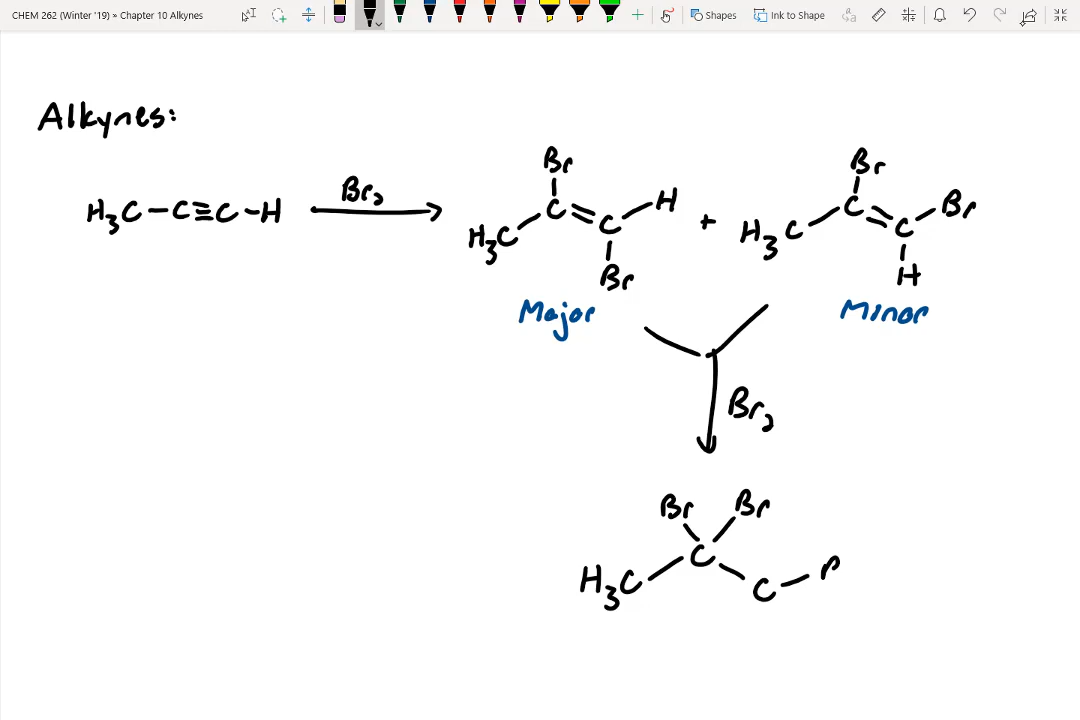 CHEM 262 (Winter '19) » Chapter 10 Alkynes
Shapes
Ink to Shape
Alkynes:
H₃C-C≡C-H
Br₂
Br
H₃C C=C H
Br
+
Br
H₃C C=C Br
H
Major
Minor
Br₂
Br Br
H₃C C C